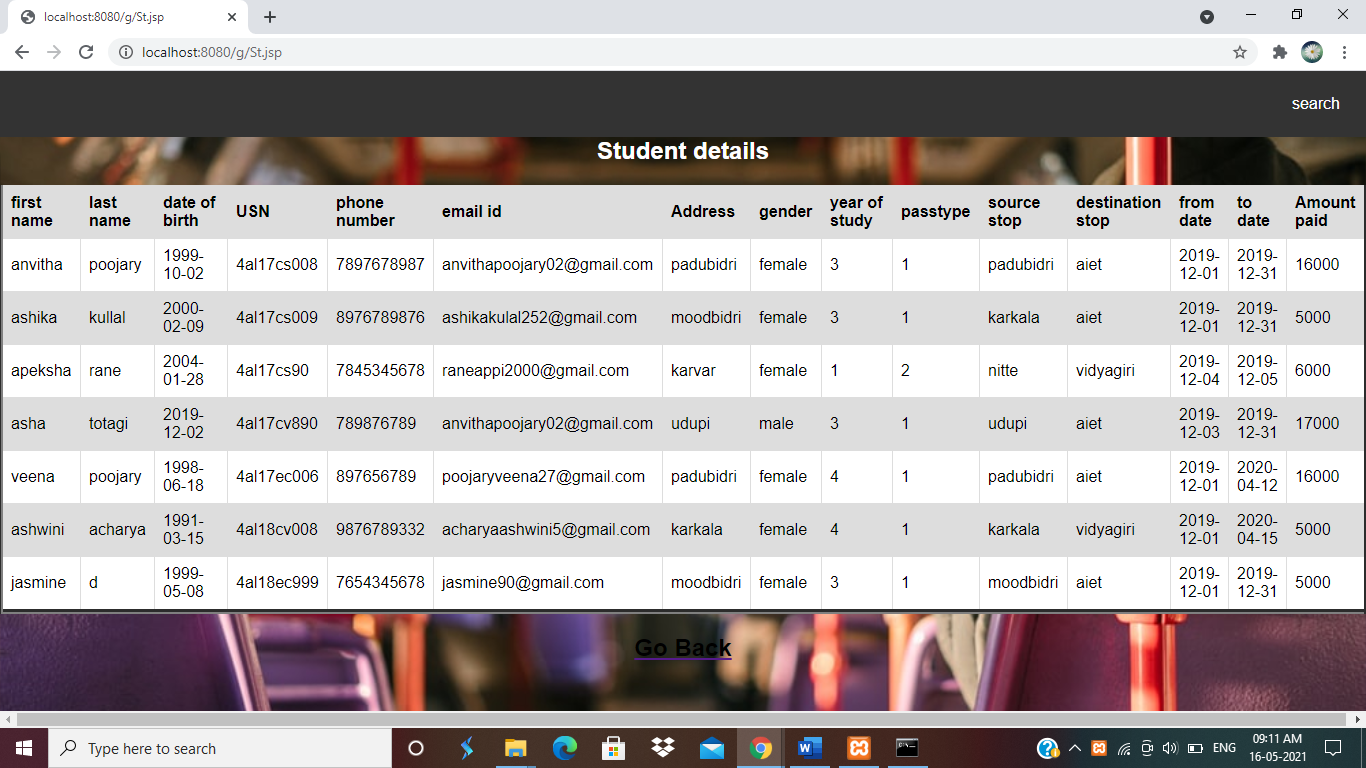 localhost:8080/g/St.jsp
localhost:8080/g/St.jsp
search
Student details
first name last name date of birth USN phone number email id Address gender year of study passtype source stop destination stop from date to date Amount paid
anvitha poojary 1999-10-02 4al17cs008 7897678987 anvithapoojary02@gmail.com padubidri female 3 1 padubidri aiet 2019-12-01 2019-12-31 16000
ashika kullal 2000-02-09 4al17cs009 8976789876 ashikakulal252@gmail.com moodbidri female 3 1 karkala aiet 2019-12-01 2019-12-31 5000
apeksha rane 2004-01-28 4al17cs90 7845345678 raneappi2000@gmail.com karvar female 1 2 nitte vidyagiri 2019-12-04 2019-12-05 6000
asha totagi 2019-12-02 4al17cv890 789876789 anvithapoojary02@gmail.com udupi male 3 1 udupi aiet 2019-12-03 2019-12-31 17000
veena poojary 1998-06-18 4al17ec006 897656789 poojaryveena27@gmail.com padubidri female 4 1 padubidri aiet 2019-12-01 2020-04-12 16000
ashwini acharya 1991-03-15 4al18cv008 9876789332 acharyaashwini5@gmail.com karkala female 4 1 karkala vidyagiri 2019-12-01 2020-04-15 5000
jasmine d 1999-05-08 4al18ec999 7654345678 jasmine90@gmail.com moodbidri female 3 1 moodbidri aiet 2019-12-01 2019-12-31 5000
Go Back
Type here to search
ENG
09:11 AM
16-05-2021